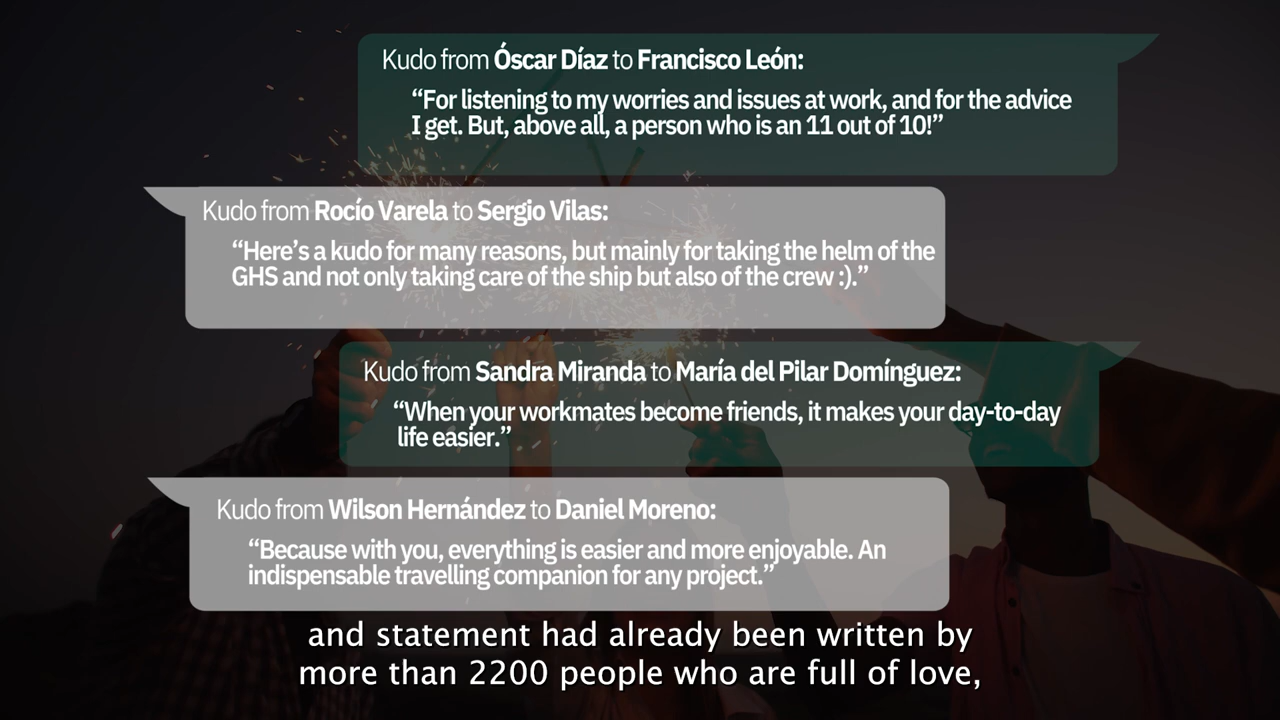 Kudo from Óscar Díaz to Francisco León:
“For listening to my worries and issues at work, and for the advice
I get. But, above all, a person who is an 11 out of 10!”
Kudo from Rocío Varela to Sergio Vilas:
“Here’s a kudo for many reasons, but mainly for taking the helm of the
GHS and not only taking care of the ship but also of the crew :).”
Kudo from Sandra Miranda to María del Pilar Domínguez:
“When your workmates become friends, it makes your day-to-day
life easier.”
Kudo from Wilson Hernández to Daniel Moreno:
“Because with you, everything is easier and more enjoyable. An
indispensable travelling companion for any project.”
and statement had already been written by
more than 2200 people who are full of love,